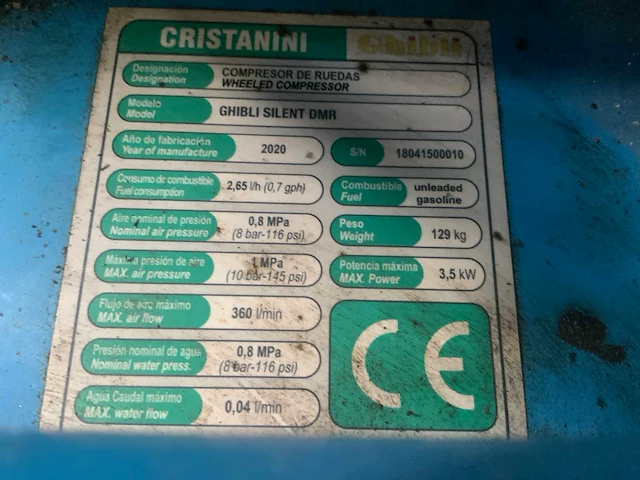 CRISTANINI Ghibli
Designación
Designation
COMPRESOR DE RUEDAS
WHEELED COMPRESSOR
Modelo
Model
GHIBLI SILENT DMR
Año de fabricación
Year of manufacture
2020
S/N
18041500010
Consumo de combustible
Fuel consumption
2,65 l/h (0,7 gph)
Combustible
Fuel
unleaded
gasoline
Aire nominal de presión
Nominal air pressure
0,8 MPa
(8 bar-116 psi)
Peso
Weight
129 kg
Máxima presión de aire
MAX. air pressure
1 MPa
(10 bar-145 psi)
Potencia máxima
MAX. Power
3,5 kW
Flujo de aire máximo
MAX. air flow
360 l/min
Presión nominal de agua
Nominal water press.
0,8 MPa
(8 bar-116 psi)
Agua Caudal máximo
MAX. water flow
0,04 l/min
CE